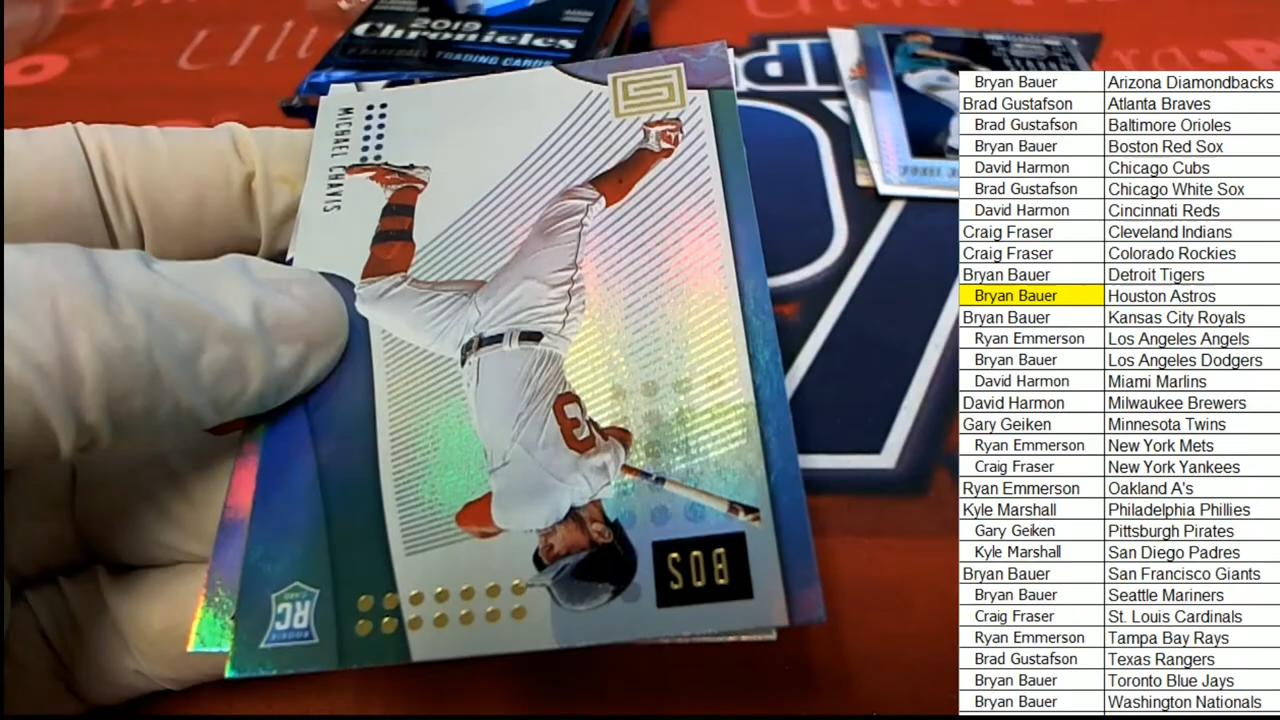 2019
Chronicles
BASEBALL TRADING CARDS
MICHAEL CHAVIS
3
BOS
RC
ROOKIE
CARD
Bryan Bauer Arizona Diamondbacks
Brad Gustafson Atlanta Braves
Brad Gustafson Baltimore Orioles
Bryan Bauer Boston Red Sox
David Harmon Chicago Cubs
Brad Gustafson Chicago White Sox
David Harmon Cincinnati Reds
Craig Fraser Cleveland Indians
Craig Fraser Colorado Rockies
Bryan Bauer Detroit Tigers
Bryan Bauer Houston Astros
Bryan Bauer Kansas City Royals
Ryan Emmerson Los Angeles Angels
Bryan Bauer Los Angeles Dodgers
David Harmon Miami Marlins
David Harmon Milwaukee Brewers
Gary Geiken Minnesota Twins
Ryan Emmerson New York Mets
Craig Fraser New York Yankees
Ryan Emmerson Oakland A's
Kyle Marshall Philadelphia Phillies
Gary Geiken Pittsburgh Pirates
Kyle Marshall San Diego Padres
Bryan Bauer San Francisco Giants
Bryan Bauer Seattle Mariners
Craig Fraser St. Louis Cardinals
Ryan Emmerson Tampa Bay Rays
Brad Gustafson Texas Rangers
Bryan Bauer Toronto Blue Jays
Bryan Bauer Washington Nationals